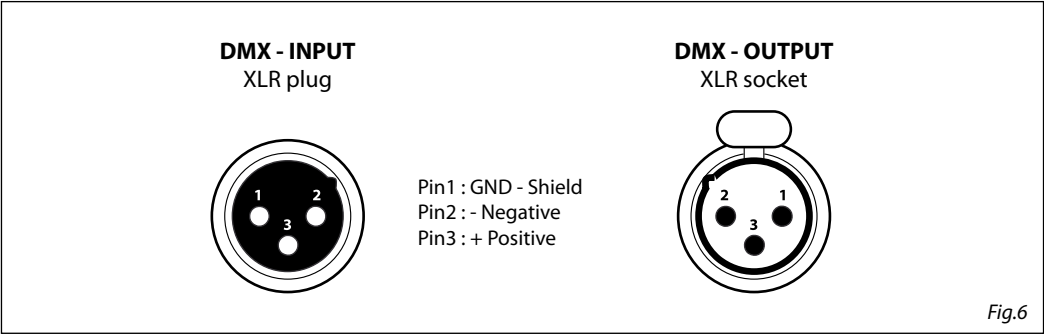 DMX - INPUT
XLR plug
1 2
3
Pin1 : GND - Shield
Pin2 : - Negative
Pin3 : + Positive
DMX - OUTPUT
XLR socket
2 1
3
Fig.6